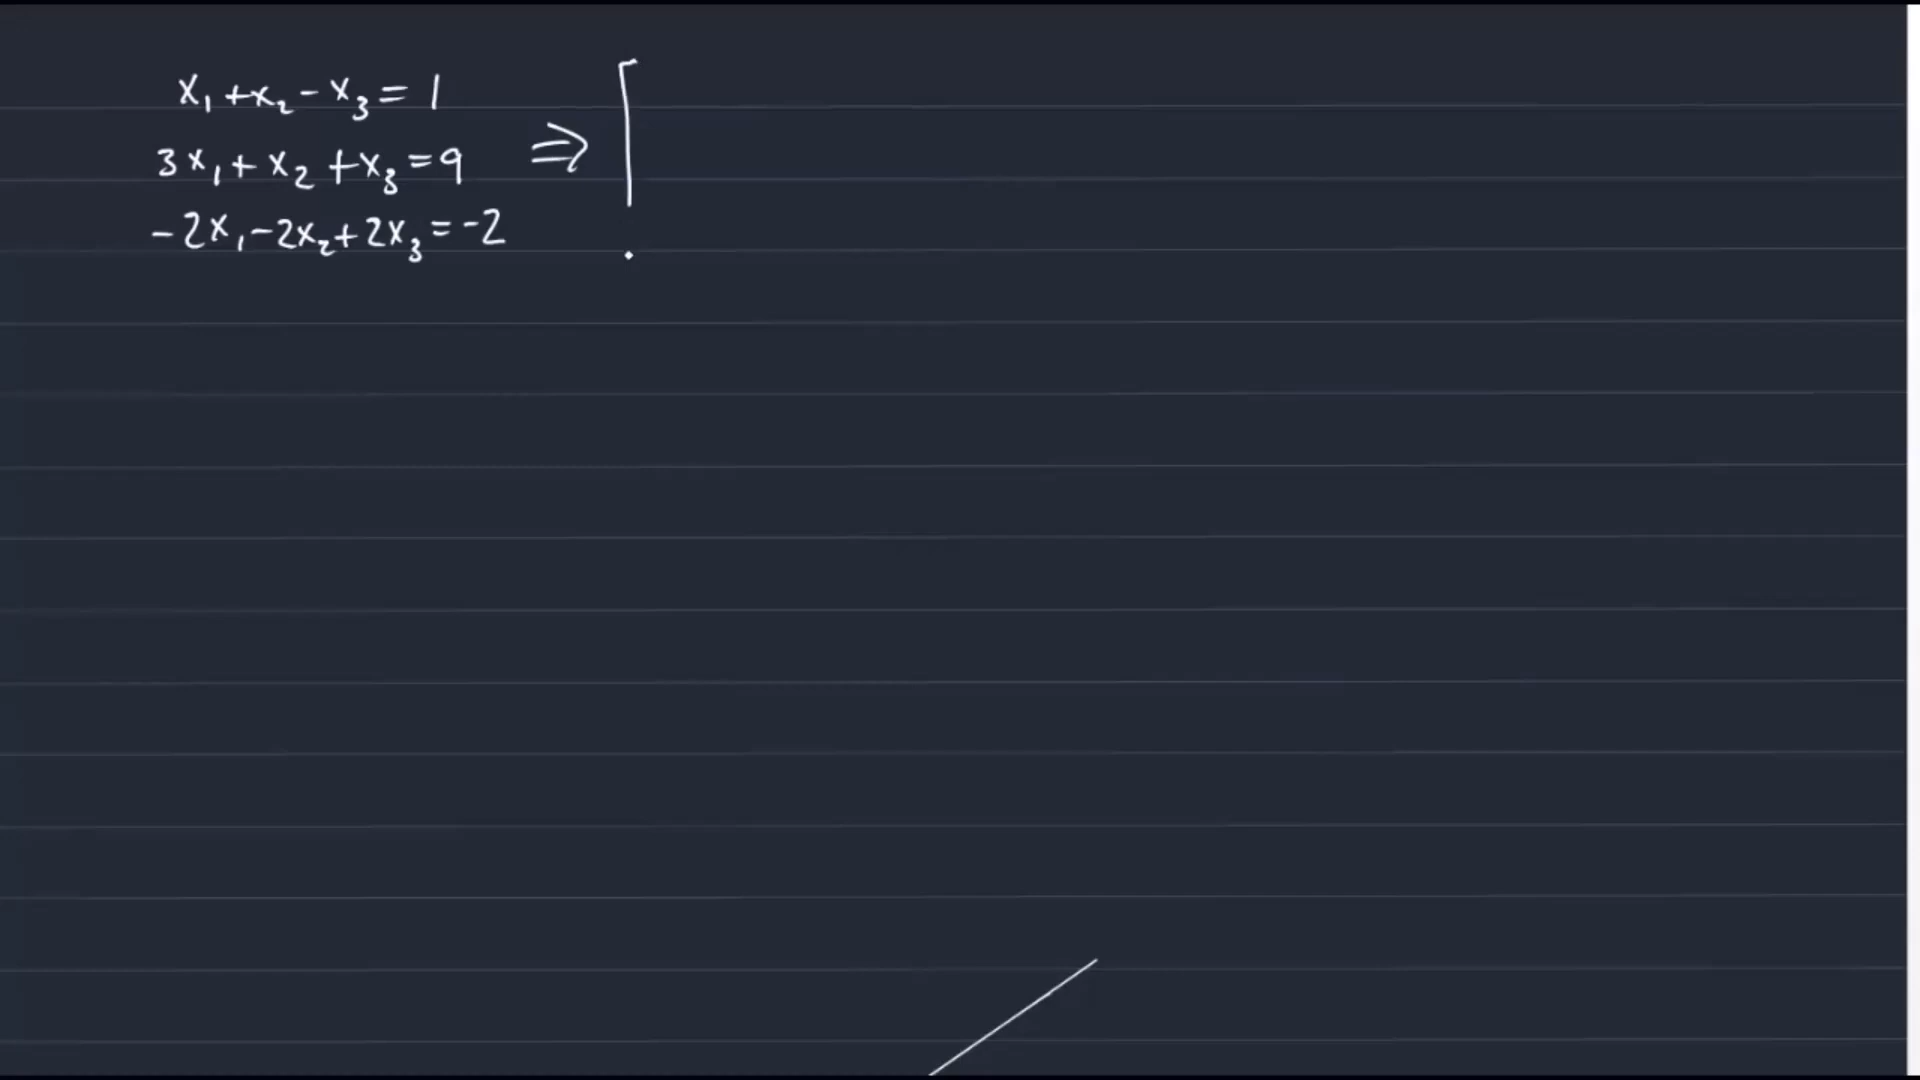 x₁ + x₂ - x₃ = 1
3x₁ + x₂ + x₃ = 9 ⇒ [
-2x₁ - 2x₂ + 2x₃ = -2